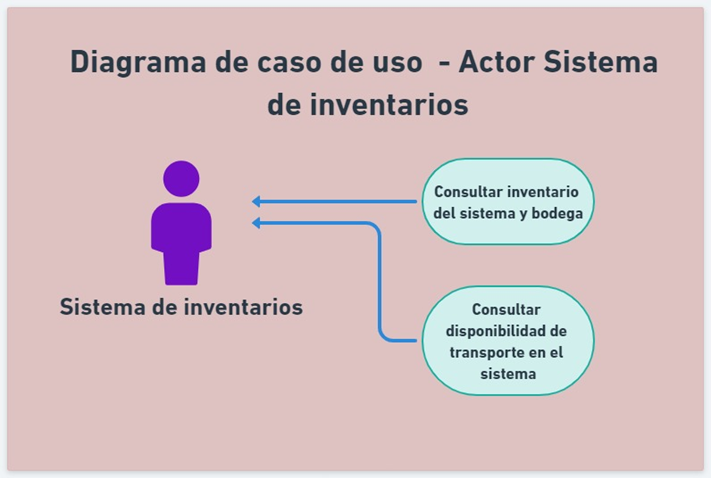 Diagrama de caso de uso - Actor Sistema
de inventarios
Consultar inventario
del sistema y bodega
Sistema de inventarios
Consultar
disponibilidad de
transporte en el
sistema